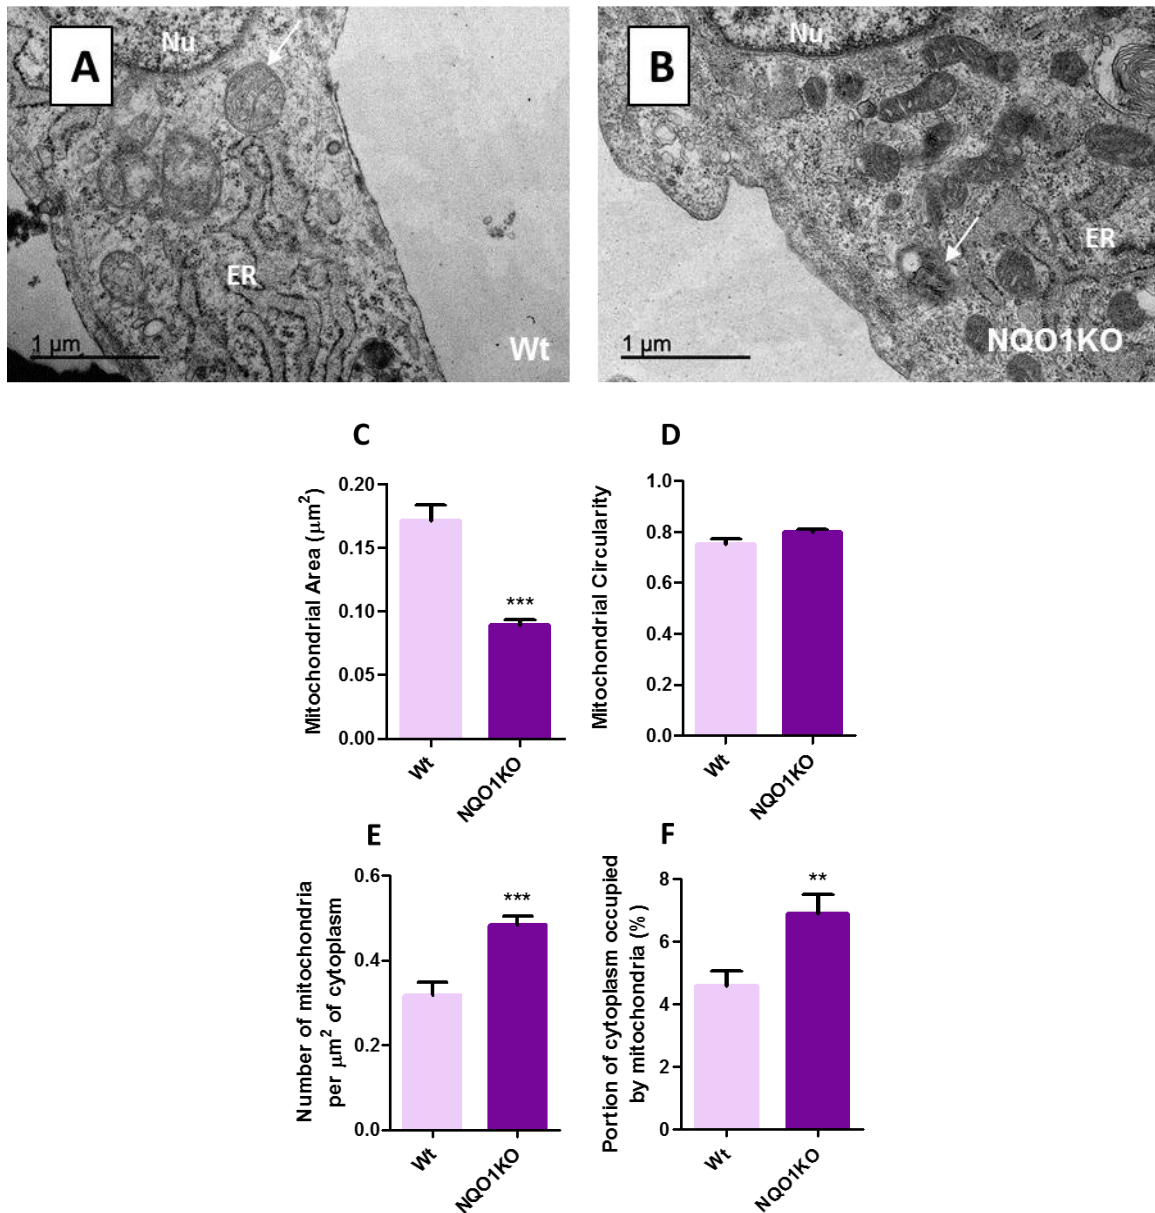 A
Nu
ER
1 µm
Wt
B
Nu
ER
1 µm
NQO1KO
C
Mitochondrial Area (µm²)
0.20
0.15
0.10
0.05
0.00
***
Wt
NQO1KO
D
Mitochondrial Circularity
1.0
0.8
0.6
0.4
0.2
0.0
Wt
NQO1KO
E
Number of mitochondria
per µm² of cytoplasm
0.6
0.4
0.2
0.0
***
Wt
NQO1KO
F
Portion of cytoplasm occupied
by mitochondria (%)
8
6
4
2
0
**
Wt
NQO1KO